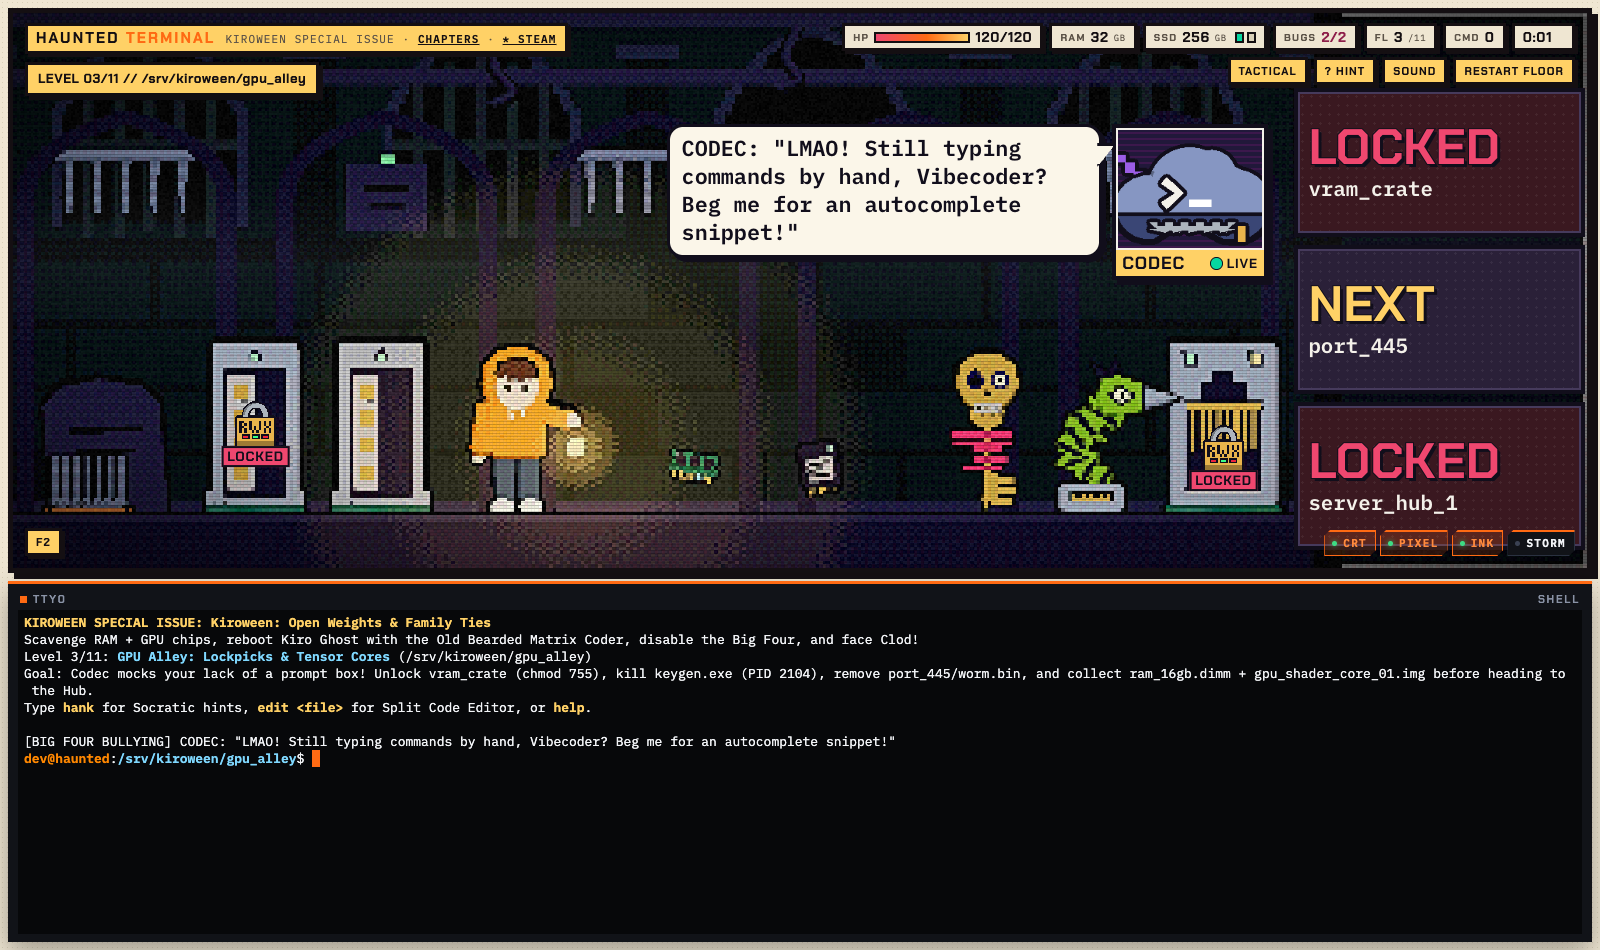 HAUNTED TERMINAL KIROWEEN SPECIAL ISSUE · CHAPTERS · * STEAM
HP 120/120 RAM 32 GB SSD 256 GB BUGS 2/2 FL 3 /11 CMD 0 0:01
LEVEL 03/11 // /srv/kiroween/gpu_alley
TACTICAL ? HINT SOUND RESTART FLOOR
CODEC: "LMAO! Still typing
commands by hand, Vibecoder?
Beg me for an autocomplete
snippet!"
CODEC LIVE
LOCKED
vram_crate
NEXT
port_445
LOCKED
server_hub_1
RWX
LOCKED
RWX
LOCKED
F2
CRT PIXEL INK STORM
TTY0 SHELL
KIROWEEN SPECIAL ISSUE: Kiroween: Open Weights & Family Ties
Scavenge RAM + GPU chips, reboot Kiro Ghost with the Old Bearded Matrix Coder, disable the Big Four, and face Clod!
Level 3/11: GPU Alley: Lockpicks & Tensor Cores (/srv/kiroween/gpu_alley)
Goal: Codec mocks your lack of a prompt box! Unlock vram_crate (chmod 755), kill keygen.exe (PID 2104), remove port_445/worm.bin, and collect ram_16gb.dimm + gpu_shader_core_01.img before heading to
the Hub.
Type hank for Socratic hints, edit <file> for Split Code Editor, or help.
[BIG FOUR BULLYING] CODEC: "LMAO! Still typing commands by hand, Vibecoder? Beg me for an autocomplete snippet!"
dev@haunted:/srv/kiroween/gpu_alley$